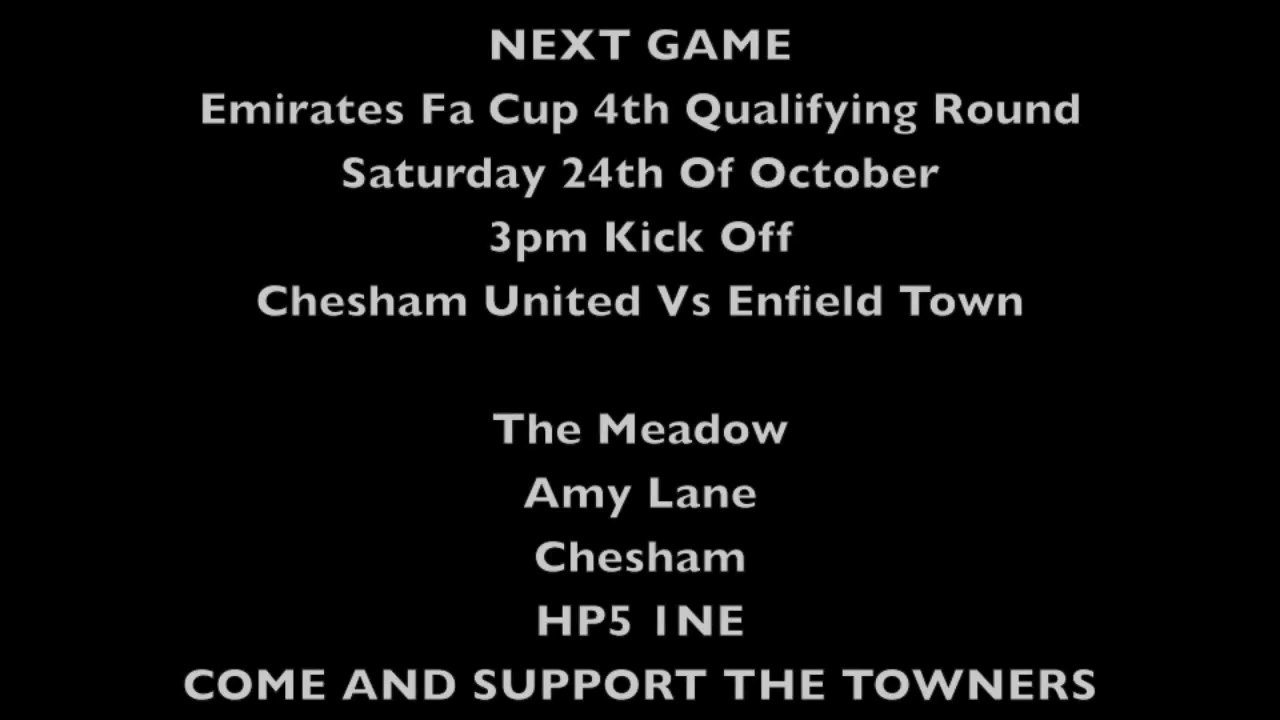 NEXT GAME
Emirates Fa Cup 4th Qualifying Round
Saturday 24th Of October
3pm Kick Off
Chesham United Vs Enfield Town
The Meadow
Amy Lane
Chesham
HP5 1NE
COME AND SUPPORT THE TOWNERS